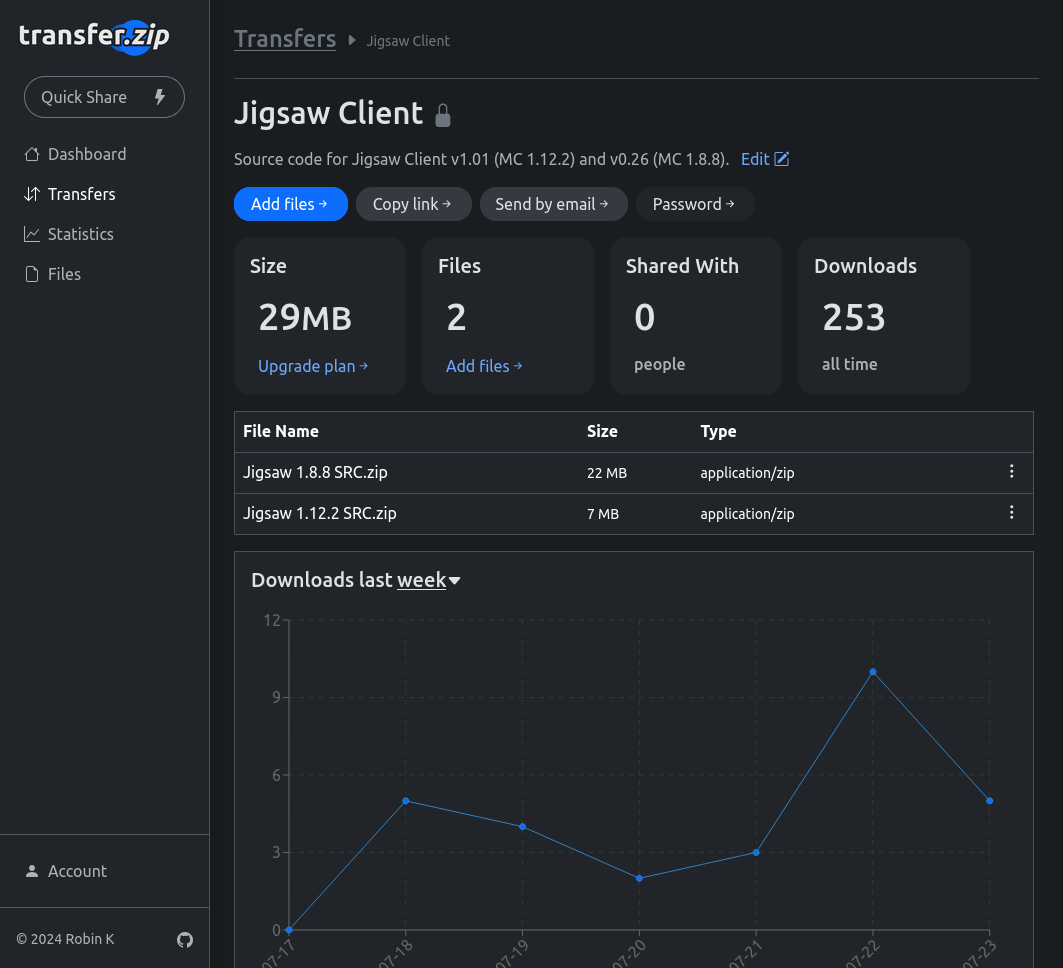 transfer.zip
Quick Share
Dashboard
Transfers
Statistics
Files
Account
© 2024 Robin K
Transfers Jigsaw Client
Jigsaw Client
Source code for Jigsaw Client v1.01 (MC 1.12.2) and v0.26 (MC 1.8.8). Edit
Add files → Copy link → Send by email → Password →
Size Files Shared With Downloads
29MB 2 0 253
Upgrade plan → Add files → people all time
File Name Size Type
Jigsaw 1.8.8 SRC.zip 22 MB application/zip
Jigsaw 1.12.2 SRC.zip 7 MB application/zip
Downloads last week
12
9
6
3
0
07-17 07-18 07-19 07-20 07-21 07-22 07-23